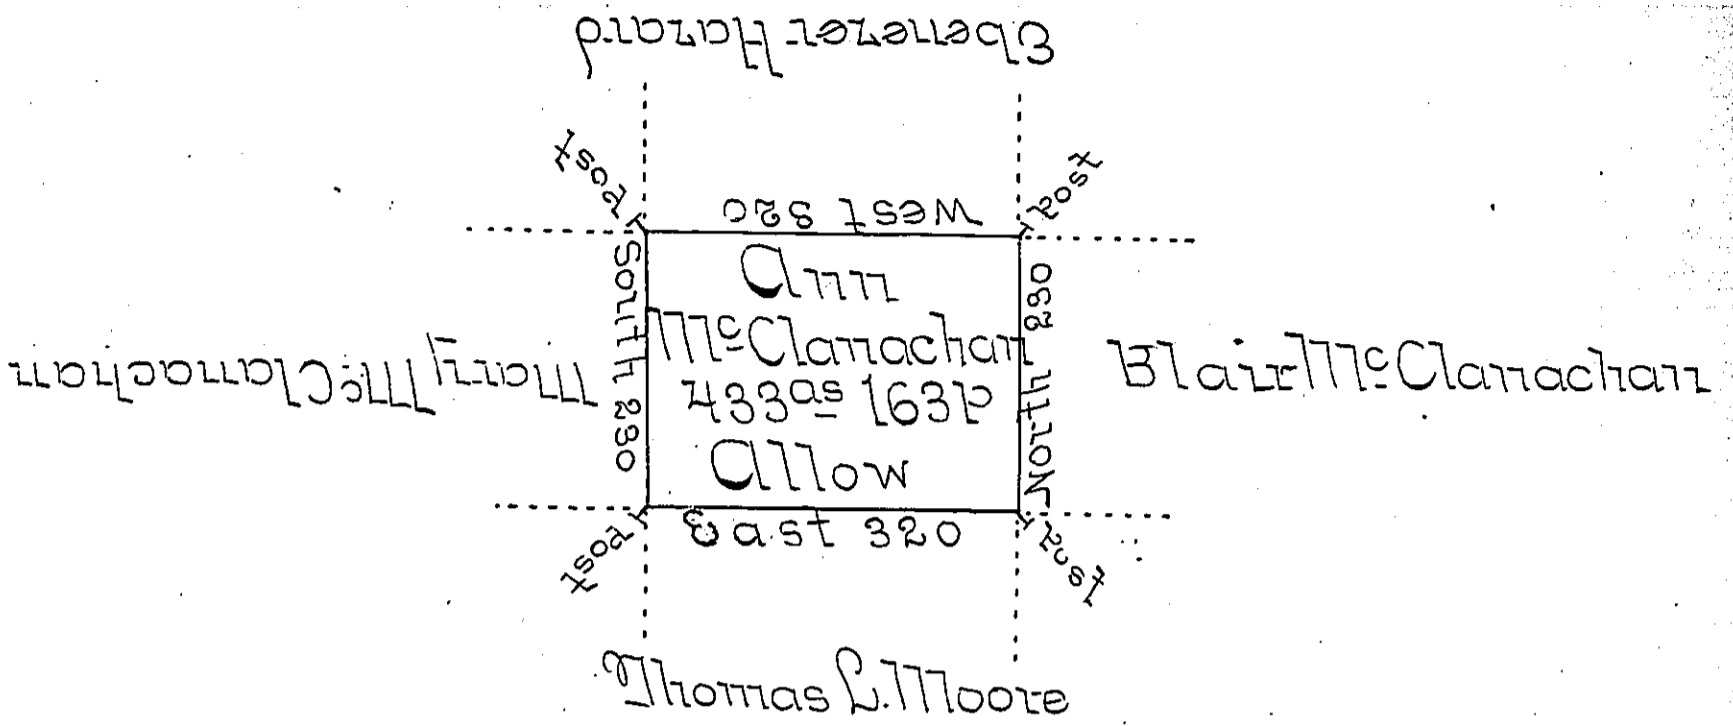 Ebenezer Hazard
post
post
West 320
South 230
North 230
Ann
McClanachan
433as 163p
Allow
Mary McClanachan
Blair McClanachan
East 320
post
post
Thomas L. Moore